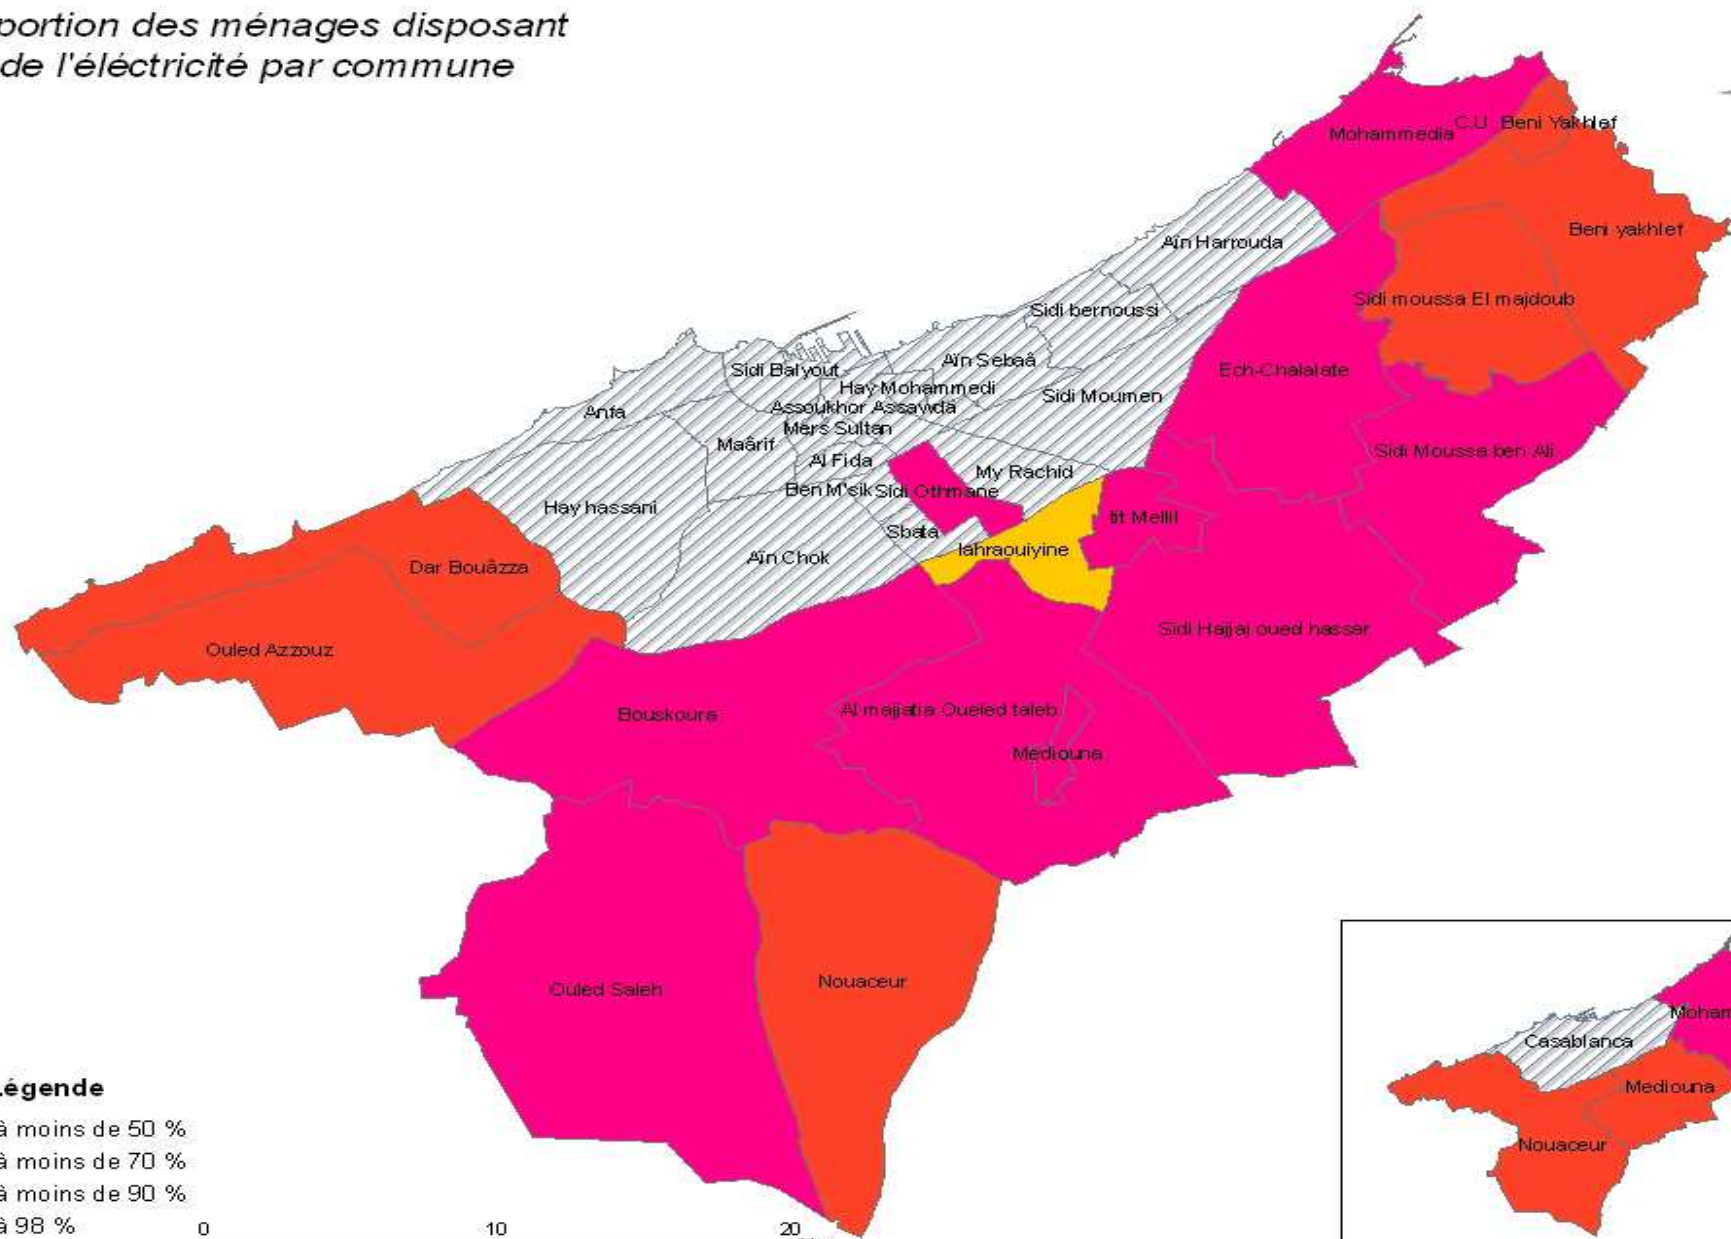 portion des ménages disposant
de l'éléctricité par commune
Mohammedia
C.U Beni Yakhlef
Beni yakhlef
Aïn Harrouda
Sidi moussa El majdoub
Sidi bernoussi
Aïn Sebaâ
Sidi Balyout
Ech-Chalalate
Hay Mohammedi
Sidi Moumen
Assoukhor Assawda
Anfa
Mers Sultan
Maârif
Sidi Moussa ben Ali
Al Fida
My Rachid
Ben M'sik
Sidi Othmane
Hay hassani
tit Mellil
Sbata
lahraouiyine
Aïn Chok
Dar Bouâzza
Sidi Hajjaj oued hassar
Ouled Azzouz
Al majjatia Oueled taleb
Bouskoura
Mediouna
Nouaceur
Ouled Saleh
Moham
Casablanca
Mediouna
Nouaceur
Légende
à moins de 50 %
à moins de 70 %
à moins de 90 %
à 98 %
0 10 20